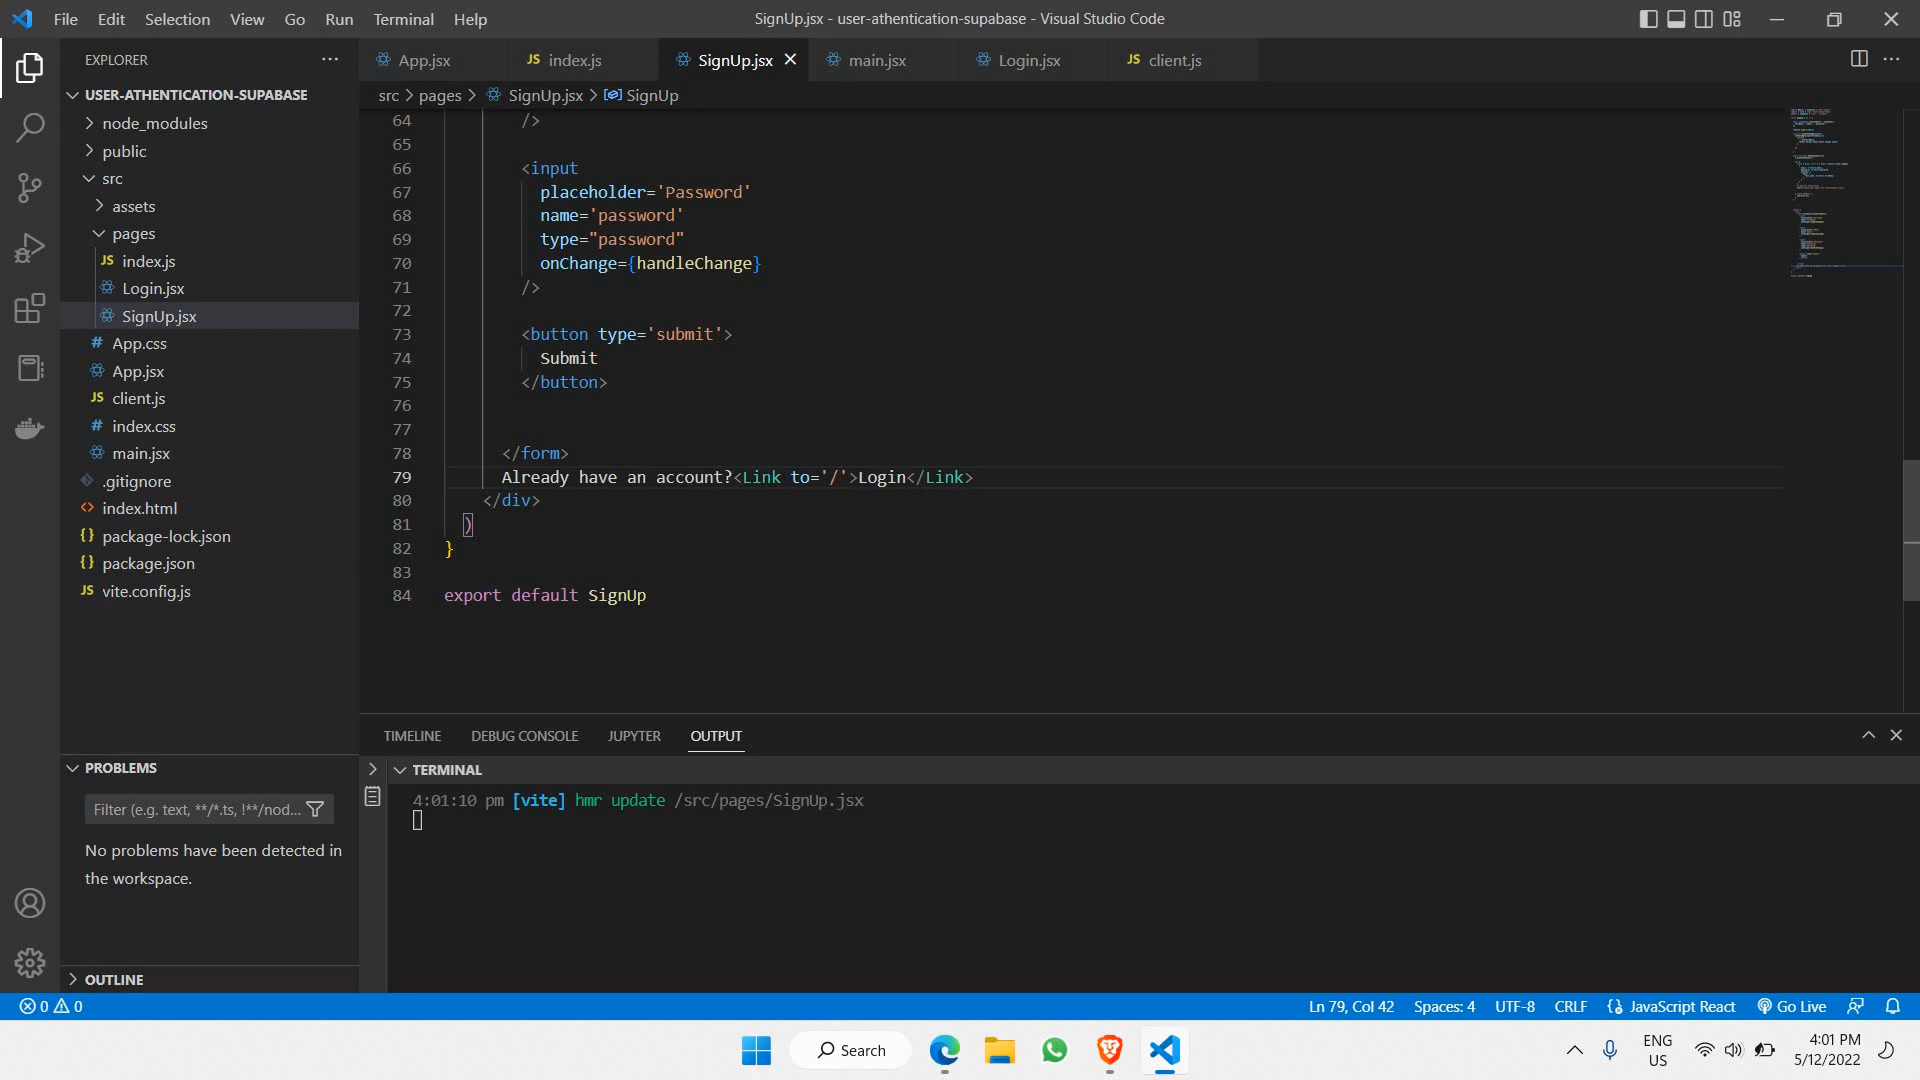 File Edit Selection View Go Run Terminal Help
SignUp.jsx - user-athentication-supabase - Visual Studio Code
EXPLORER
App.jsx
JS index.js
SignUp.jsx
main.jsx
Login.jsx
JS client.js
src > pages > SignUp.jsx > SignUp
USER-ATHENTICATION-SUPABASE
node_modules
public
src
assets
pages
JS index.js
Login.jsx
SignUp.jsx
# App.css
App.jsx
JS client.js
# index.css
main.jsx
.gitignore
<> index.html
{} package-lock.json
{} package.json
JS vite.config.js
64 />
65
66 <input
67 placeholder='Password'
68 name='password'
69 type="password"
70 onChange={handleChange}
71 />
72
73 <button type='submit'>
74 Submit
75 </button>
76
77
78 </form>
79 Already have an account?<Link to='/'>Login</Link>
80 </div>
81 )
82 }
83
84 export default SignUp
PROBLEMS
Filter (e.g. text, **/*.ts, !**/nod...
No problems have been detected in
the workspace.
OUTLINE
TIMELINE DEBUG CONSOLE JUPYTER OUTPUT
TERMINAL
4:01:10 pm [vite] hmr update /src/pages/SignUp.jsx
0 0
Ln 79, Col 42 Spaces: 4 UTF-8 CRLF {} JavaScript React Go Live
Search
ENG
US
4:01 PM
5/12/2022